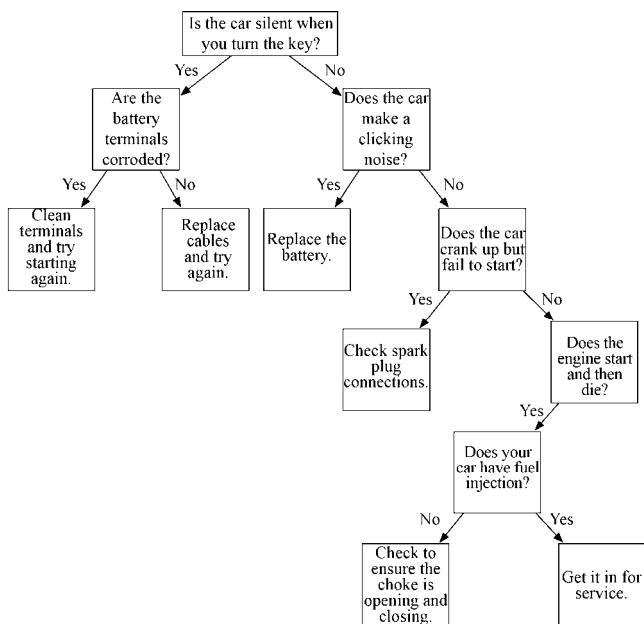 Is the car silent when
you turn the key?
Yes
No
Are the
battery
terminals
corroded?
Does the car
make a
clicking
noise?
Yes
No
Yes
No
Clean
terminals
and try
starting
again.
Replace
cables
and try
again.
Replace the
battery.
Does the car
crank up but
fail to start?
Yes
No
Check spark
plug
connections.
Does the
engine start
and then
die?
Yes
Does your
car have fuel
injection?
No
Yes
Check to
ensure the
choke is
opening and
closing.
Get it in for
service.